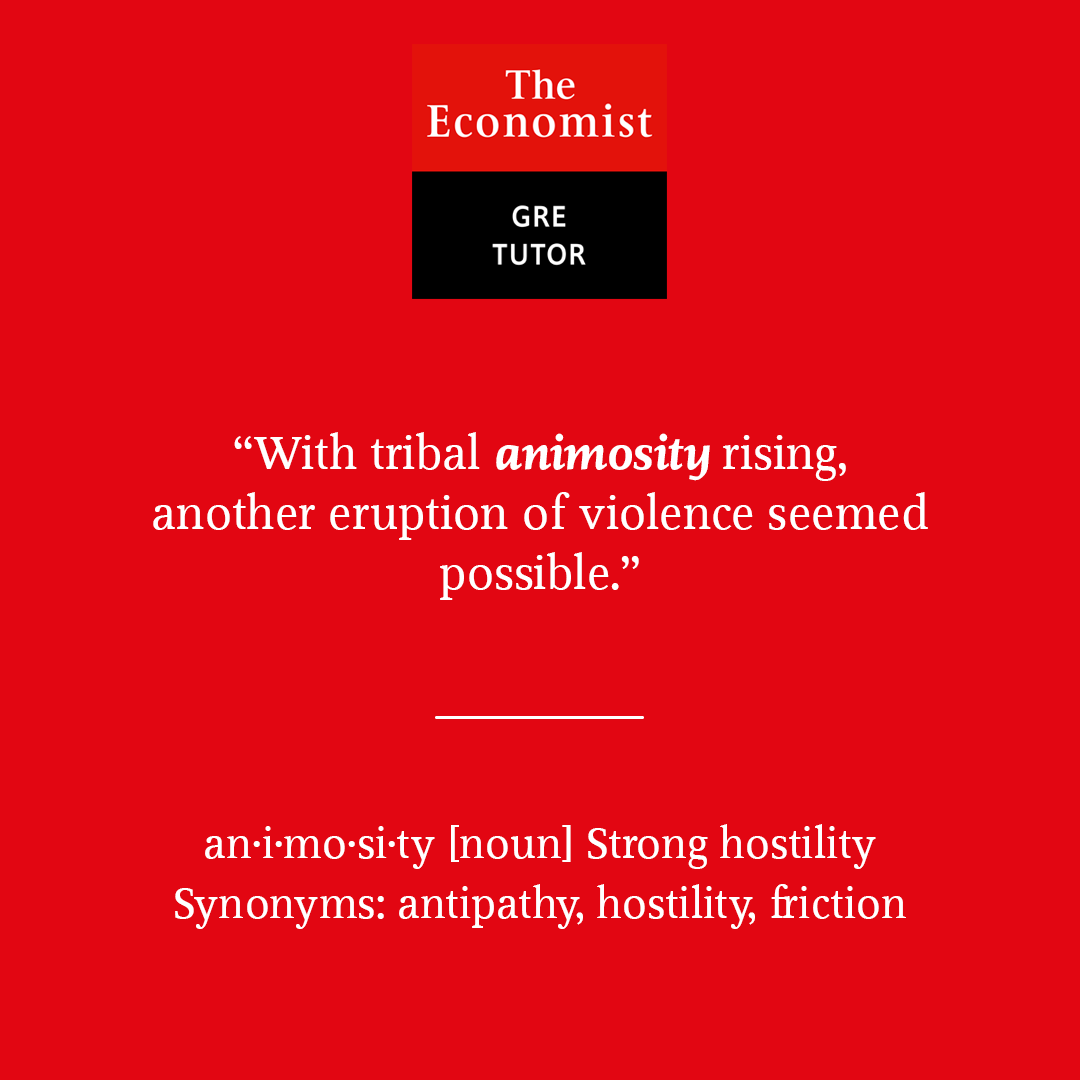 The
Economist
GRE
TUTOR
“With tribal animosity rising,
another eruption of violence seemed
possible.”
an·i·mo·si·ty [noun] Strong hostility
Synonyms: antipathy, hostility, friction